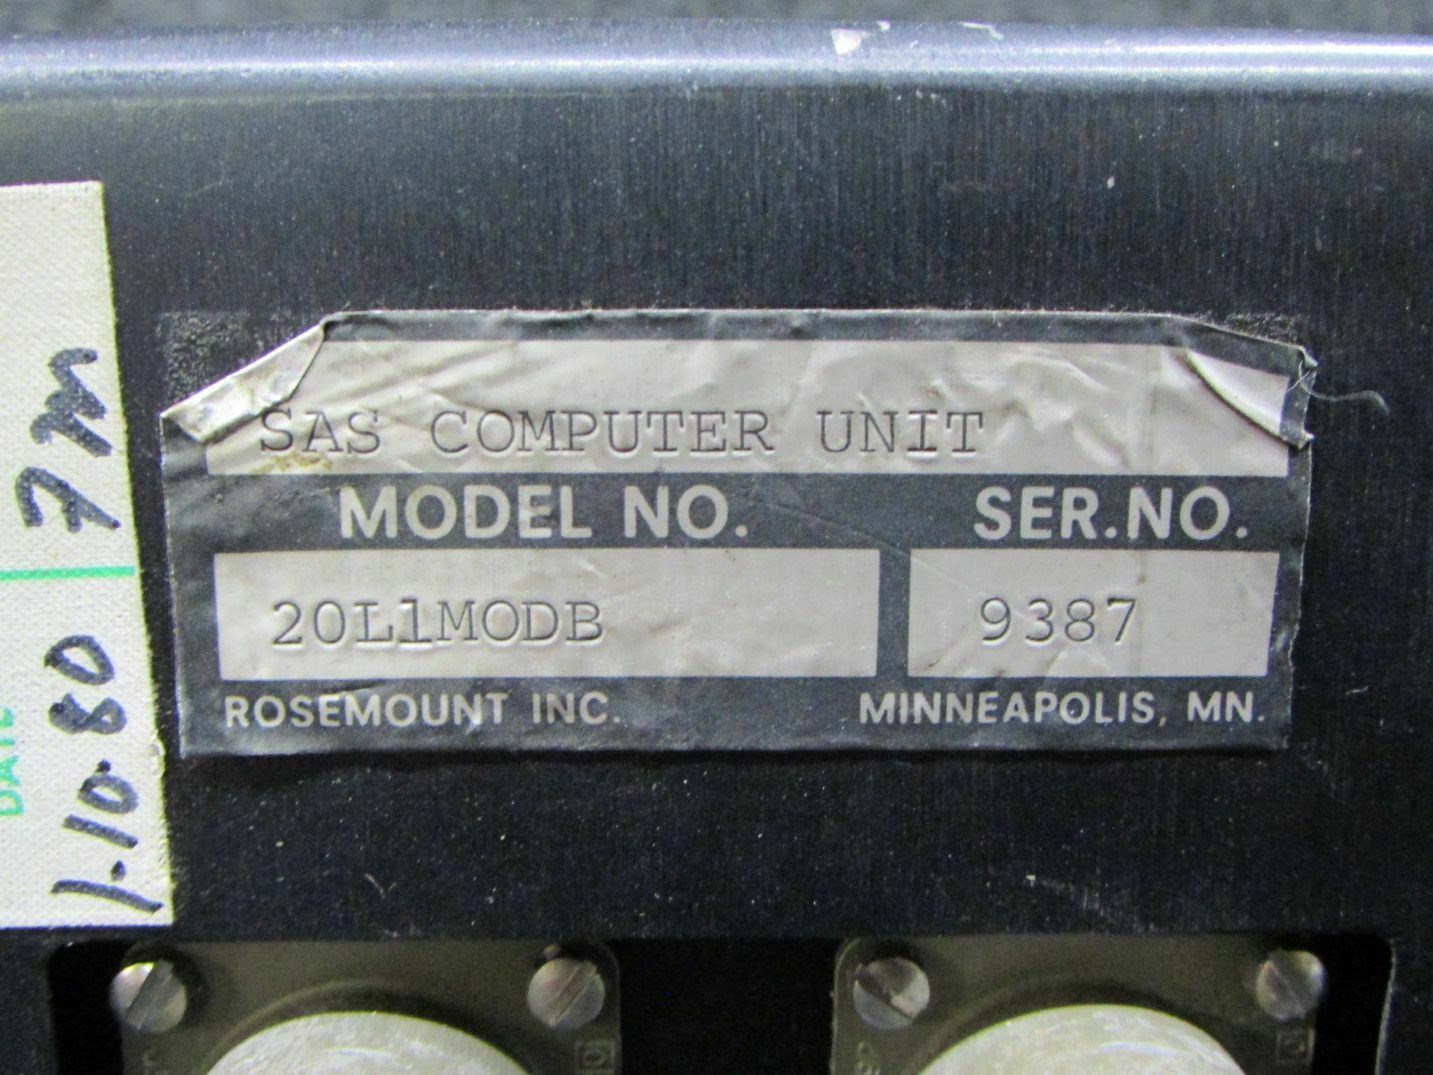 SAS COMPUTER UNIT
MODEL NO. SER.NO.
20L1MODB 9387
ROSEMOUNT INC. MINNEAPOLIS, MN.
7m
DATE 1-10-80